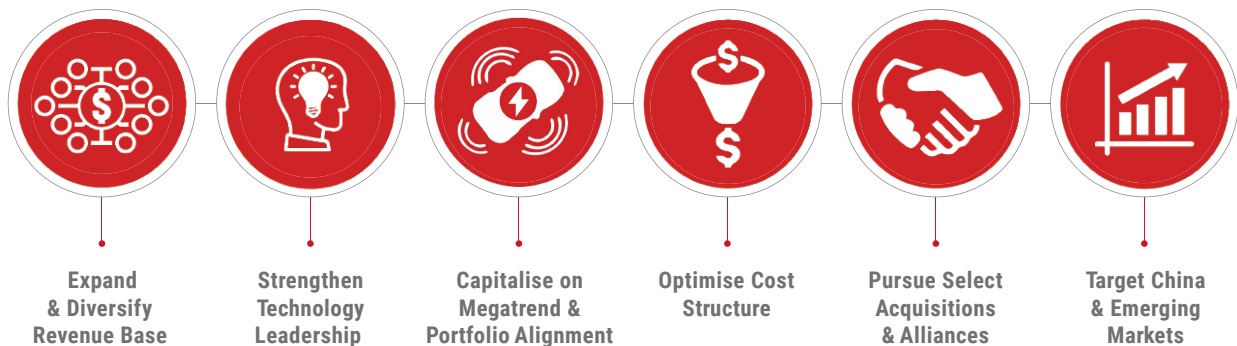 Expand
& Diversify
Revenue Base
Strengthen
Technology
Leadership
Capitalise on
Megatrend &
Portfolio Alignment
Optimise Cost
Structure
Pursue Select
Acquisitions
& Alliances
Target China
& Emerging
Markets